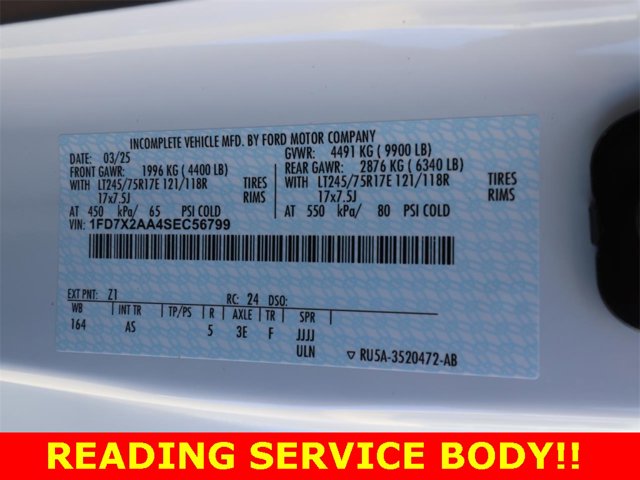 INCOMPLETE VEHICLE MFD. BY FORD MOTOR COMPANY
DATE: 03/25 GVWR: 4491 KG ( 9900 LB)
FRONT GAWR: 1996 KG ( 4400 LB) REAR GAWR: 2876 KG ( 6340 LB)
WITH LT245/75R17E 121/118R TIRES WITH LT245/75R17E 121/118R TIRES
17x7.5J RIMS 17x7.5J RIMS
AT 450 kPa/ 65 PSI COLD AT 550 kPa/ 80 PSI COLD
VIN: 1FD7X2AA4SEC56799
EXT PNT: Z1 RC: 24 DSO:
WB INT TR TP/PS R AXLE TR SPR
164 AS 5 3E F JJJJ
ULN RU5A-3520472-AB
READING SERVICE BODY!!